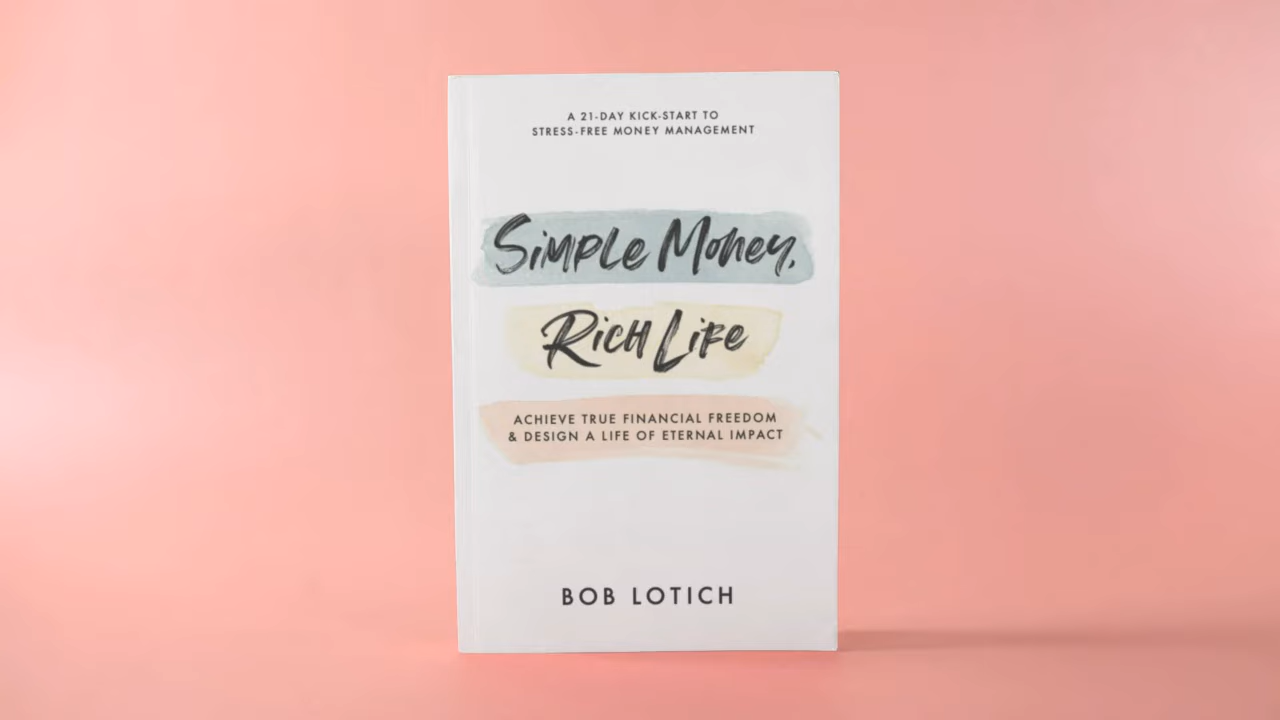 A 21-DAY KICK-START TO
STRESS-FREE MONEY MANAGEMENT
SIMPLE MONEY,
RICH LIFE
ACHIEVE TRUE FINANCIAL FREEDOM
& DESIGN A LIFE OF ETERNAL IMPACT
BOB LOTICH